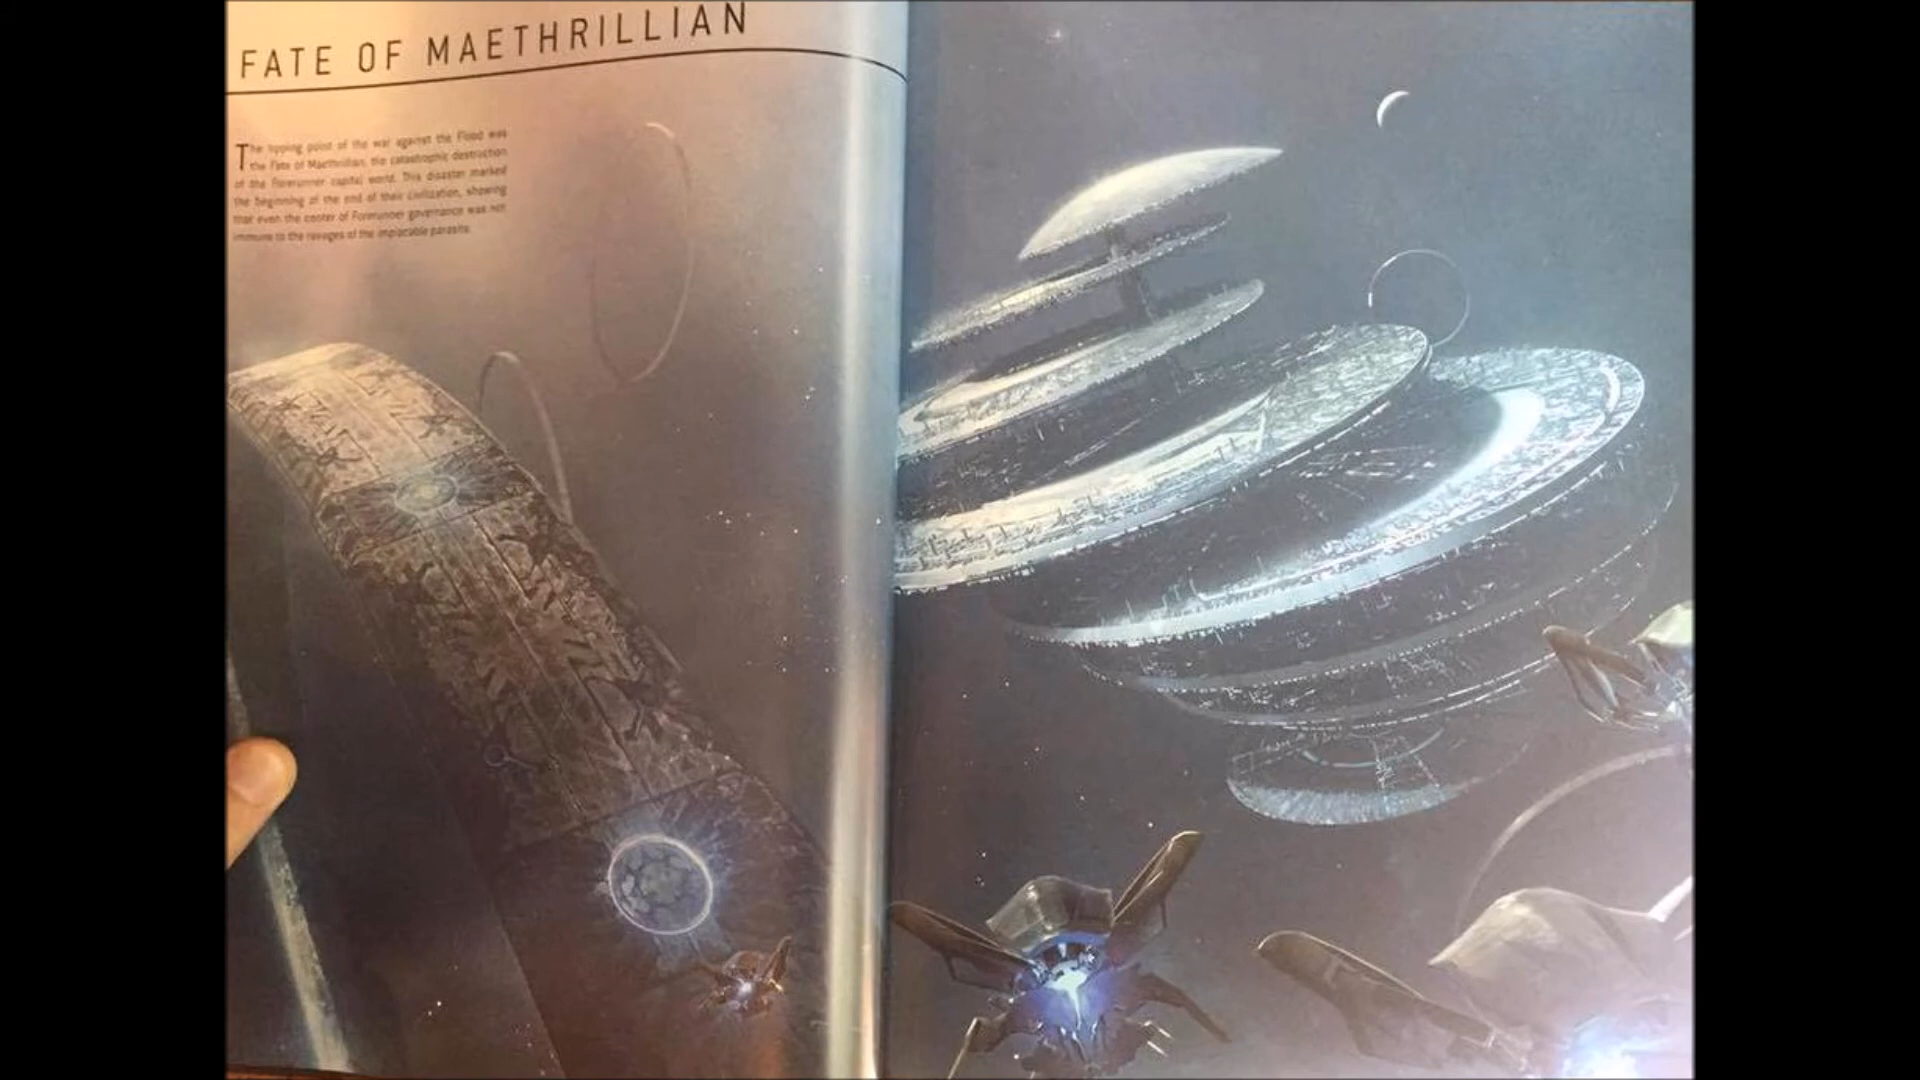 FATE OF MAETHRILLIAN
The tipping point of the war against the Flood was
the Fate of Maethrillian, the catastrophic destruction
of the Forerunner capital world. This disaster marked
the beginning of the end of their civilization, showing
that even the center of Forerunner governance was not
immune to the ravages of the implacable parasite.